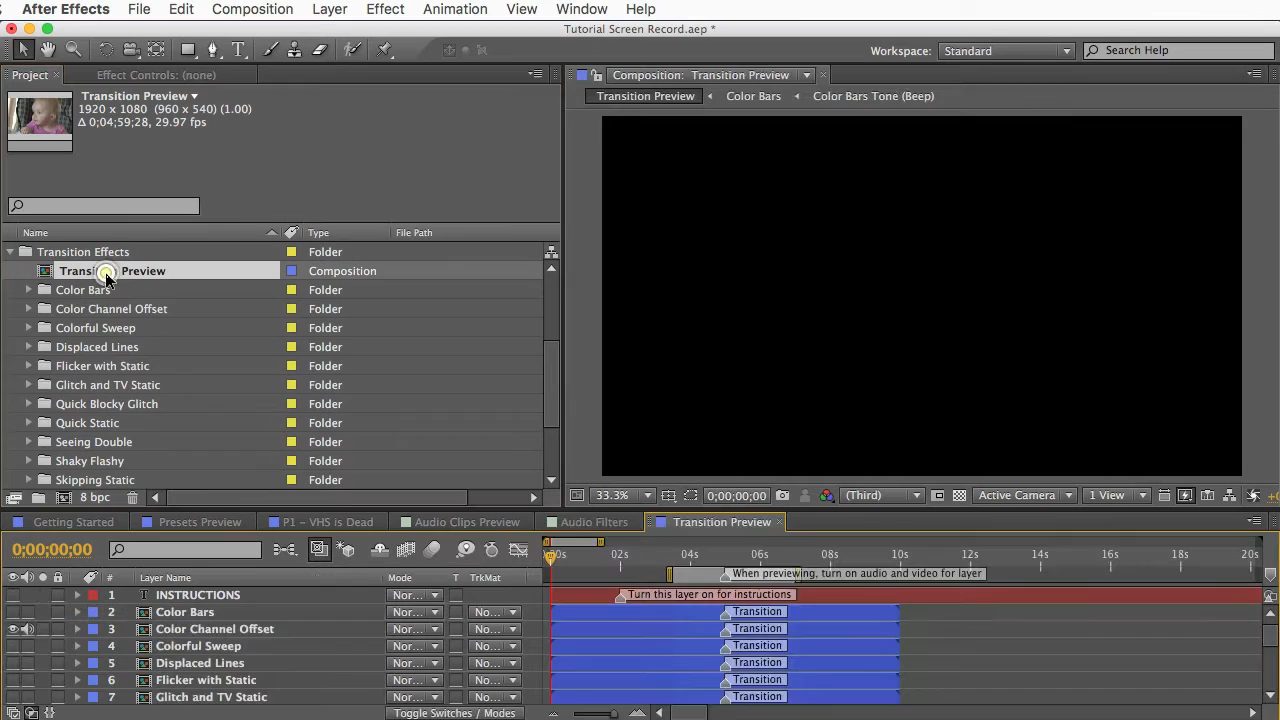 After Effects File Edit Composition Layer Effect Animation View Window Help
Tutorial Screen Record.aep *
Workspace: Standard Search Help
Project Effect Controls: (none)
Composition: Transition Preview
Transition Preview
1920 x 1080 (960 x 540) (1.00)
Δ 0;04;59;28, 29.97 fps
Transition Preview Color Bars Color Bars Tone (Beep)
Name Type File Path
Transition Effects Folder
Transition Preview Composition
Color Bars Folder
Color Channel Offset Folder
Colorful Sweep Folder
Displaced Lines Folder
Flicker with Static Folder
Glitch and TV Static Folder
Quick Blocky Glitch Folder
Quick Static Folder
Seeing Double Folder
Shaky Flashy Folder
Skipping Static Folder
8 bpc
33.3% 0;00;00;00 (Third) Active Camera 1 View
Getting Started Presets Preview P1 – VHS is Dead Audio Clips Preview Audio Filters Transition Preview
0;00;00;00
02s 04s 06s 08s 10s 12s 14s 16s 18s 20s
When previewing, turn on audio and video for layer
# Layer Name Mode T TrkMat
1 INSTRUCTIONS Nor... Turn this layer on for instructions
2 Color Bars Nor... No... Transition
3 Color Channel Offset Nor... No... Transition
4 Colorful Sweep Nor... No... Transition
5 Displaced Lines Nor... No... Transition
6 Flicker with Static Nor... No... Transition
7 Glitch and TV Static Nor... No... Transition
Toggle Switches / Modes